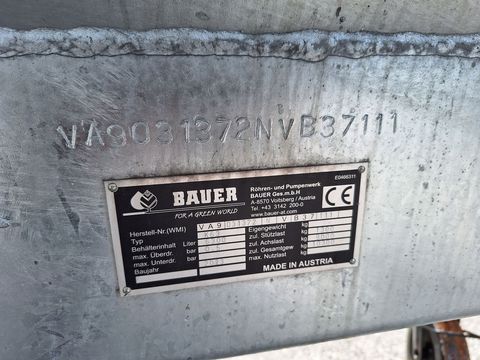 VA9031372NVB37111
BAUER
FOR A GREEN WORLD
Röhren- und Pumpenwerk
BAUER Ges.m.b.H
A-8570 Voitsberg / Austria
Tel +43 3142 200-0
www.bauer-at.com
E0466311
CE
Herstell-Nr.(WMI) VA9031372NVB37111
Typ
Behälterinhalt Liter
max. Überdr. bar
max. Unterdr. bar
Baujahr
Eigengewicht kg
zul. Stützlast kg
zul. Achslast kg
zul. Gesamtgew kg
max. Nutzlast kg
MADE IN AUSTRIA